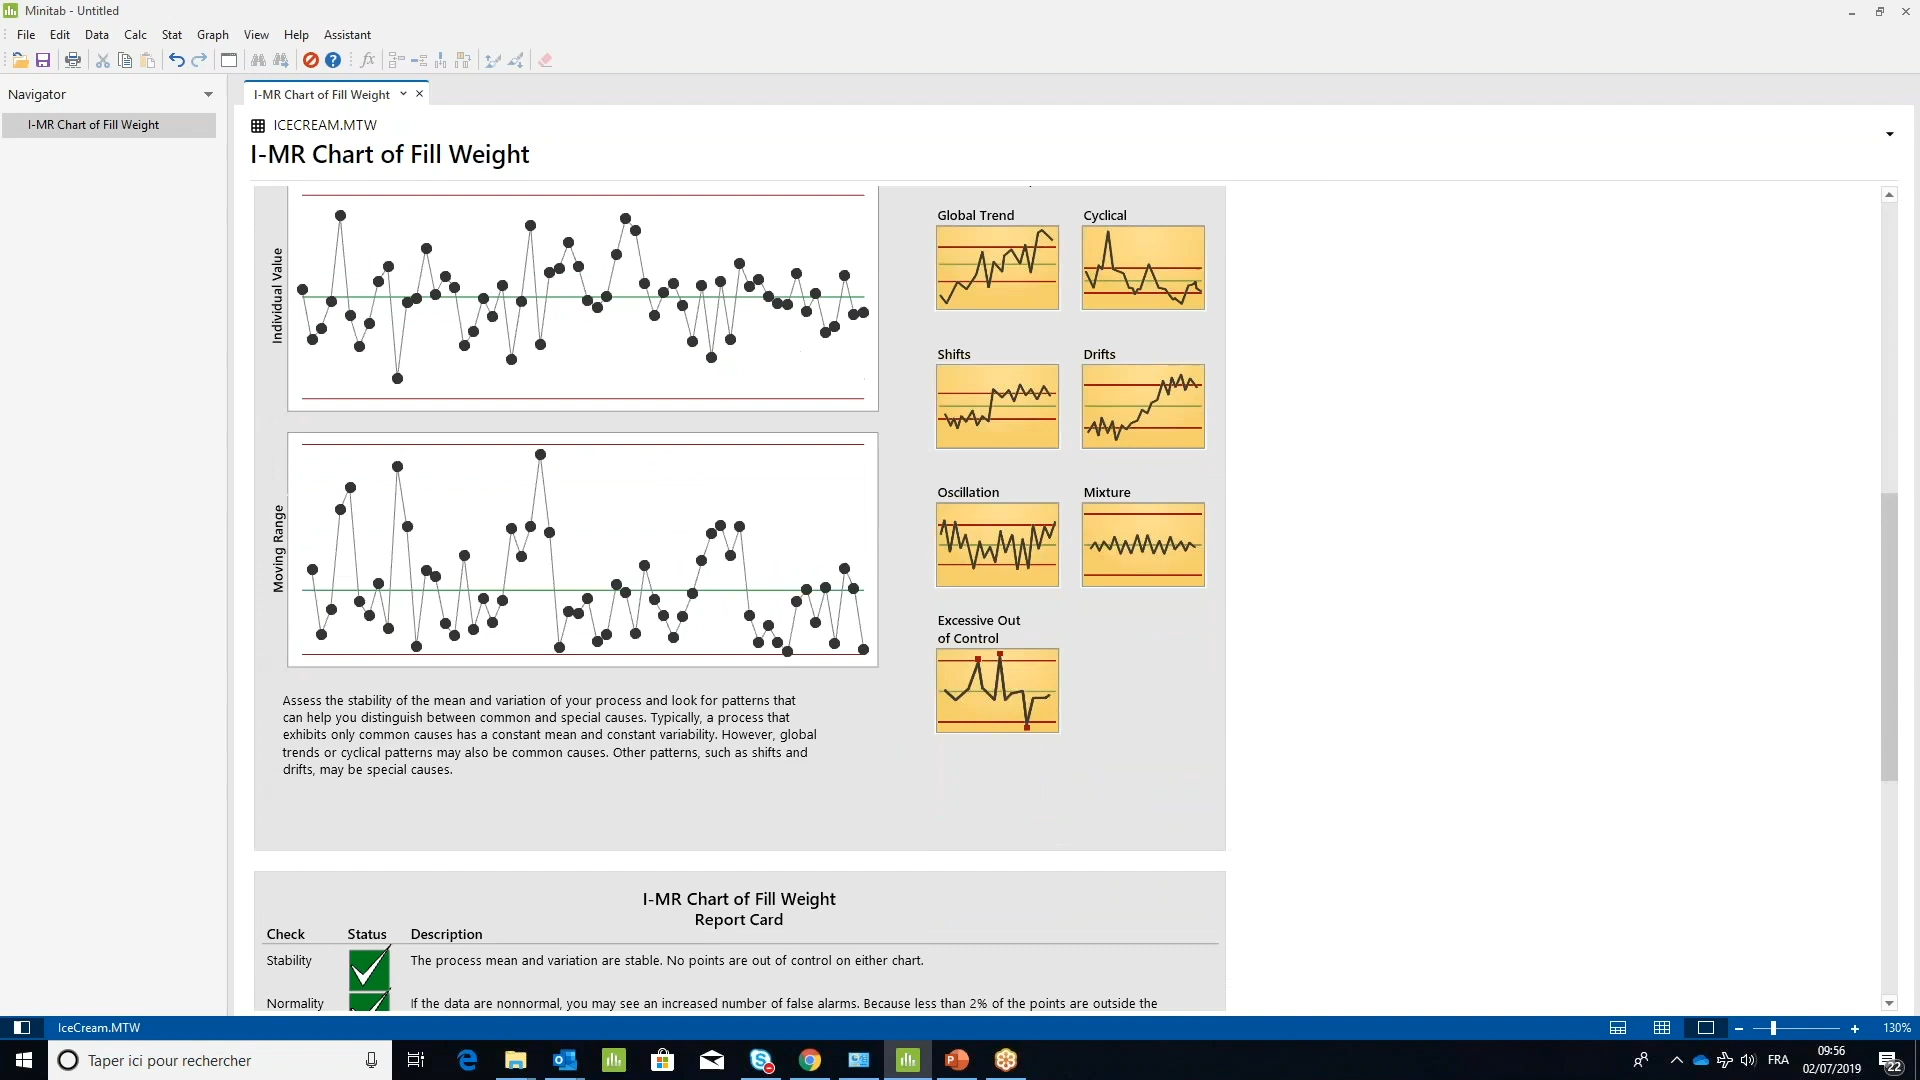 Minitab - Untitled
File Edit Data Calc Stat Graph View Help Assistant
Navigator
I-MR Chart of Fill Weight
I-MR Chart of Fill Weight
ICECREAM.MTW
I-MR Chart of Fill Weight
Individual Value
Moving Range
Global Trend
Cyclical
Shifts
Drifts
Oscillation
Mixture
Excessive Out
of Control
Assess the stability of the mean and variation of your process and look for patterns that
can help you distinguish between common and special causes. Typically, a process that
exhibits only common causes has a constant mean and constant variability. However, global
trends or cyclical patterns may also be common causes. Other patterns, such as shifts and
drifts, may be special causes.
I-MR Chart of Fill Weight
Report Card
Check Status Description
Stability The process mean and variation are stable. No points are out of control on either chart.
Normality If the data are nonnormal, you may see an increased number of false alarms. Because less than 2% of the points are outside the
IceCream.MTW
130%
Taper ici pour rechercher
FRA
09:56
02/07/2019
22